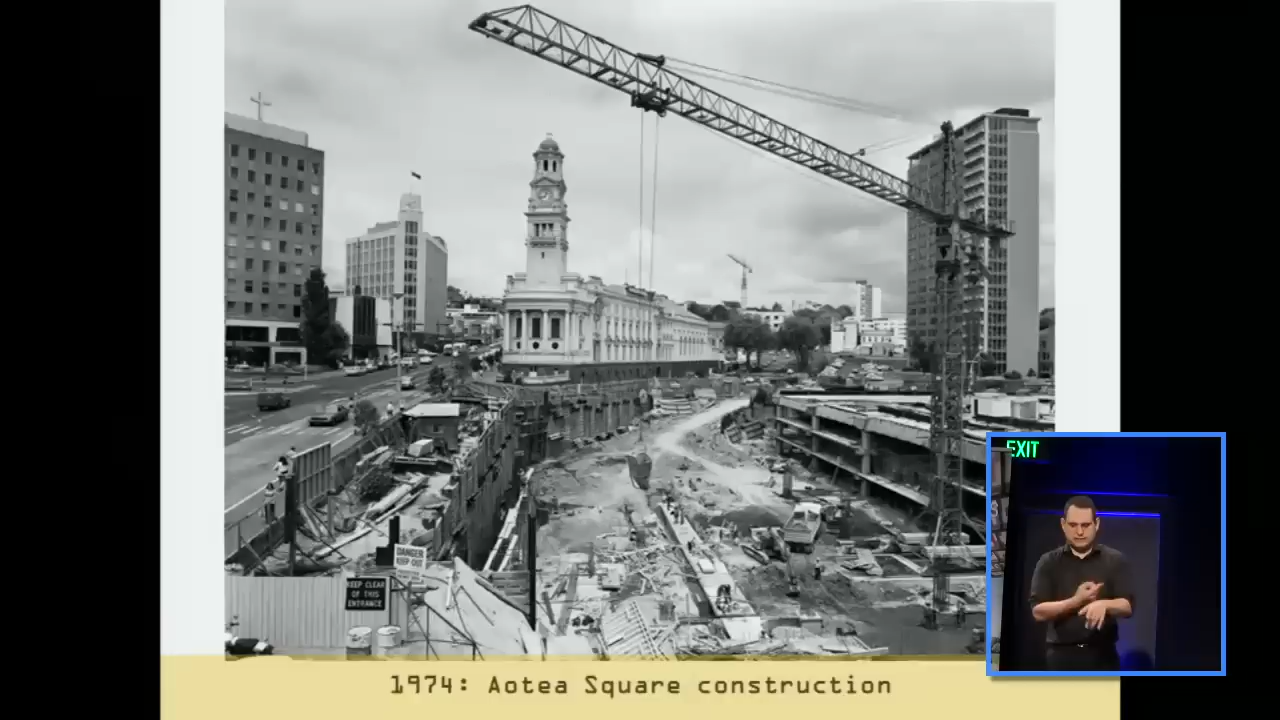 EXIT
DANGER
KEEP OUT
KEEP CLEAR
OF THIS
ENTRANCE
1974: Aotea Square construction